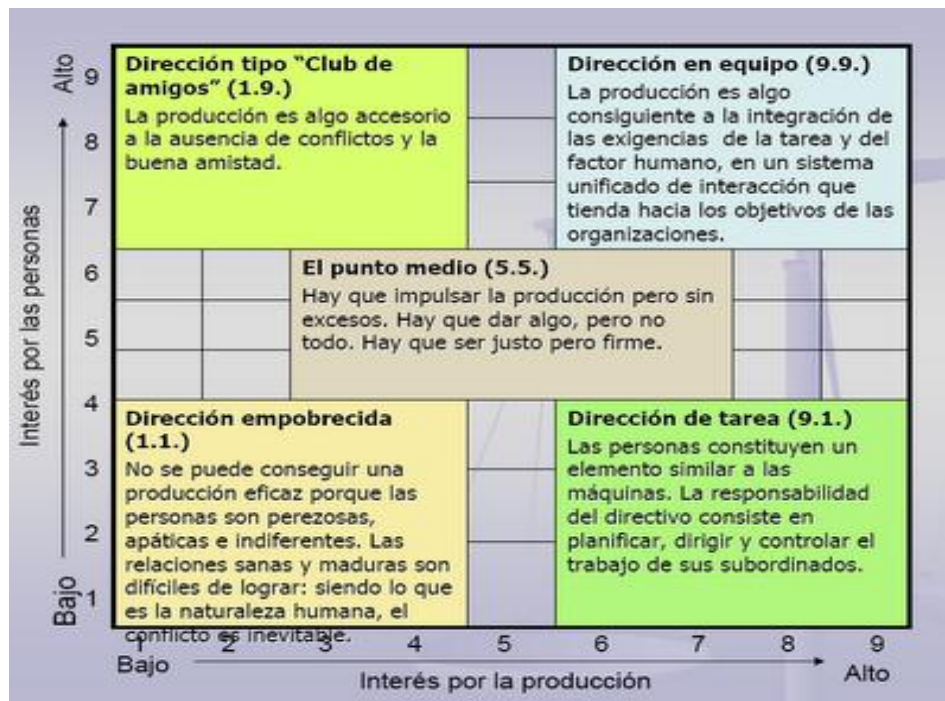 Alto
Interés por las personas
Bajo
9
8
7
6
5
4
3
2
1
Dirección tipo "Club de
amigos" (1.9.)
La producción es algo accesorio
a la ausencia de conflictos y la
buena amistad.
Dirección en equipo (9.9.)
La producción es algo
consiguiente a la integración de
las exigencias de la tarea y del
factor humano, en un sistema
unificado de interacción que
tienda hacia los objetivos de las
organizaciones.
El punto medio (5.5.)
Hay que impulsar la producción pero sin
excesos. Hay que dar algo, pero no
todo. Hay que ser justo pero firme.
Dirección empobrecida
(1.1.)
No se puede conseguir una
producción eficaz porque las
personas son perezosas,
apáticas e indiferentes. Las
relaciones sanas y maduras son
difíciles de lograr: siendo lo que
es la naturaleza humana, el
conflicto es inevitable.
Dirección de tarea (9.1.)
Las personas constituyen un
elemento similar a las
máquinas. La responsabilidad
del directivo consiste en
planificar, dirigir y controlar el
trabajo de sus subordinados.
1 2 3 4 5 6 7 8 9
Bajo Alto
Interés por la producción